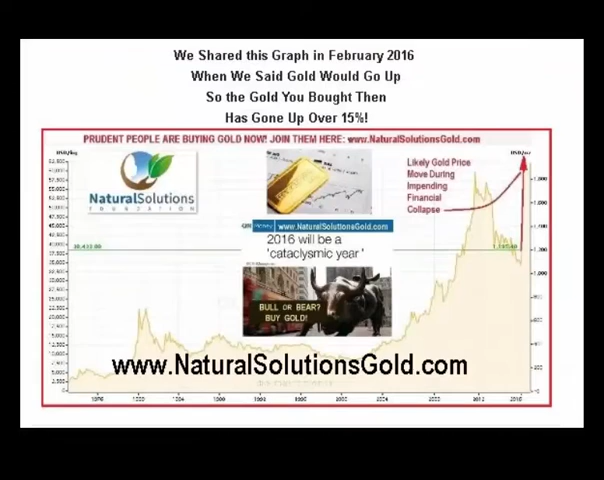 We Shared this Graph in February 2016
When We Said Gold Would Go Up
So the Gold You Bought Then
Has Gone Up Over 15%!
PRUDENT PEOPLE ARE BUYING GOLD NOW! JOIN THEM HERE: www.NaturalSolutionsGold.com
NaturalSolutions
FOUNDATION
Likely Gold Price
Move During
Impending
Financial
Collapse
www.NaturalSolutionsGold.com
2016 will be a
'cataclysmic year'
BULL OR BEAR?
BUY GOLD!
www.NaturalSolutionsGold.com